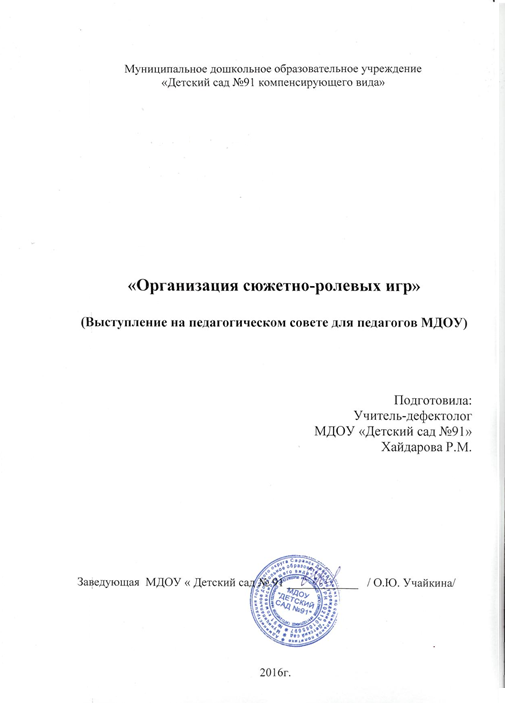 Муниципальное дошкольное образовательное учреждение
«Детский сад №91 компенсирующего вида»
«Организация сюжетно-ролевых игр»
(Выступление на педагогическом совете для педагогов МДОУ)
Подготовила:
Учитель-дефектолог
МДОУ «Детский сад №91»
Хайдарова Р.М.
Заведующая МДОУ « Детский сад № 91 ____________ / О.Ю. Учайкина/
МДОУ
"ДЕТСКИЙ
САД №91"
2016г.